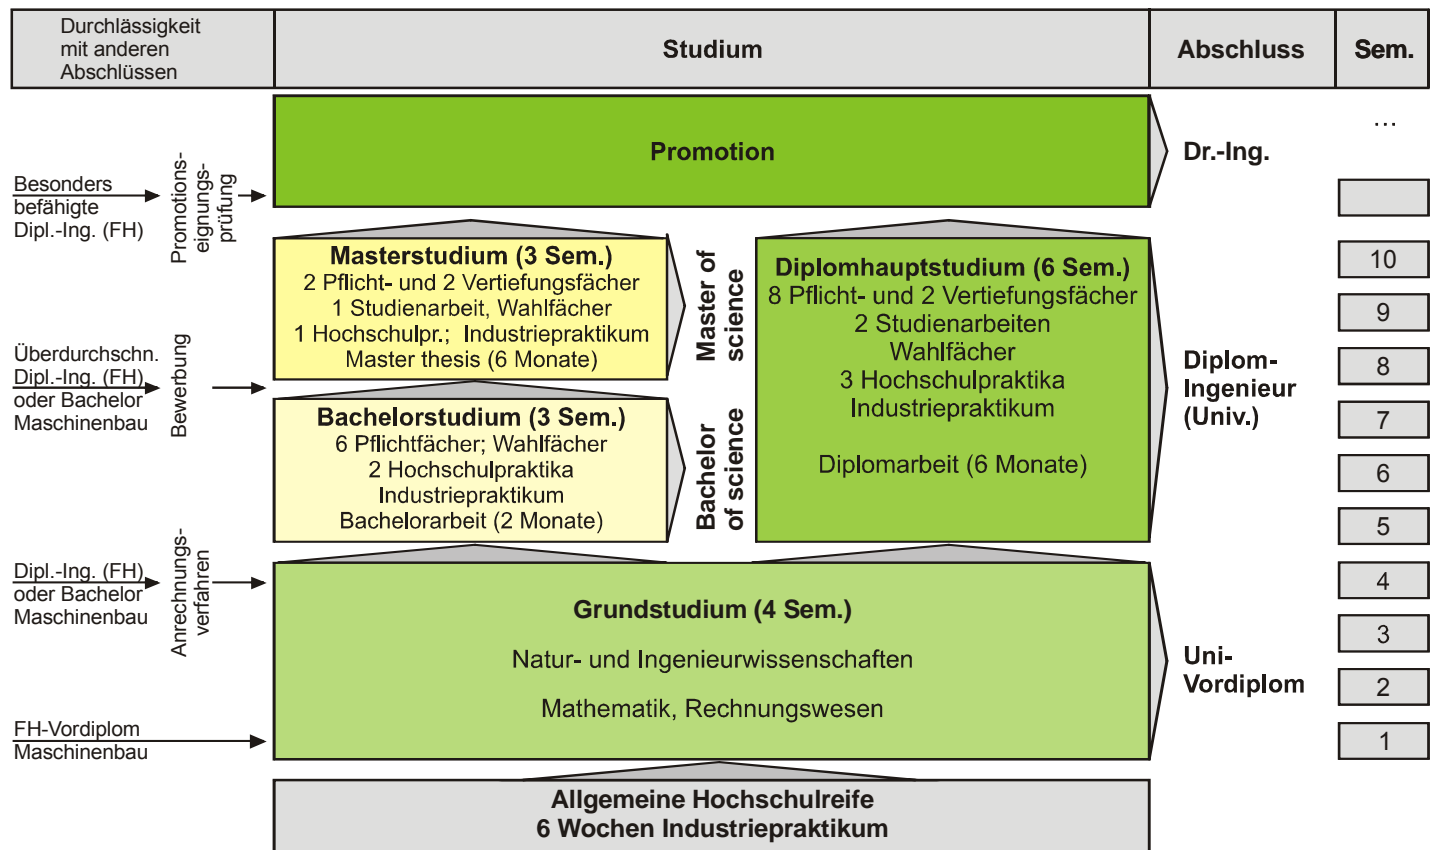 Durchlässigkeit
mit anderen
Abschlüssen
Studium
Abschluss
Sem.
Promotion
Dr.-Ing.
...
Besonders
befähigte
Dipl.-Ing. (FH)
Promotions-
eignungs-
prüfung
Masterstudium (3 Sem.)
2 Pflicht- und 2 Vertiefungsfächer
1 Studienarbeit, Wahlfächer
1 Hochschulpr.; Industriepraktikum
Master thesis (6 Monate)
Master of
science
Diplomhauptstudium (6 Sem.)
8 Pflicht- und 2 Vertiefungsfächer
2 Studienarbeiten
Wahlfächer
3 Hochschulpraktika
Industriepraktikum
Diplomarbeit (6 Monate)
Diplom-
Ingenieur
(Univ.)
10
9
8
7
6
5
Überdurchschn.
Dipl.-Ing. (FH)
oder Bachelor
Maschinenbau
Bewerbung
Bachelorstudium (3 Sem.)
6 Pflichtfächer; Wahlfächer
2 Hochschulpraktika
Industriepraktikum
Bachelorarbeit (2 Monate)
Bachelor
of science
Dipl.-Ing. (FH)
oder Bachelor
Maschinenbau
Anrechnungs-
verfahren
Grundstudium (4 Sem.)
Natur- und Ingenieurwissenschaften
Mathematik, Rechnungswesen
Uni-
Vordiplom
4
3
2
1
FH-Vordiplom
Maschinenbau
Allgemeine Hochschulreife
6 Wochen Industriepraktikum